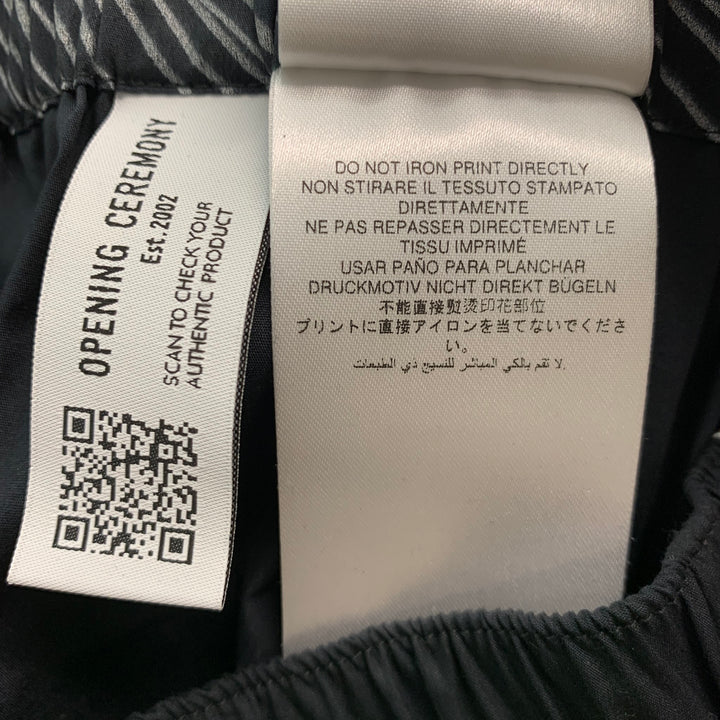 OPENING CEREMONY
Est.2002
SCAN TO CHECK YOUR
AUTHENTIC PRODUCT
DO NOT IRON PRINT DIRECTLY
NON STIRARE IL TESSUTO STAMPATO
DIRETTAMENTE
NE PAS REPASSER DIRECTEMENT LE
TISSU IMPRIMÉ
USAR PAÑO PARA PLANCHAR
DRUCKMOTIV NICHT DIREKT BÜGELN
不能直接熨烫印花部位
プリントに直接アイロンを当てないでくださ
い。
لا تقم بالكي المباشر للنسيج ذي الطبعات.